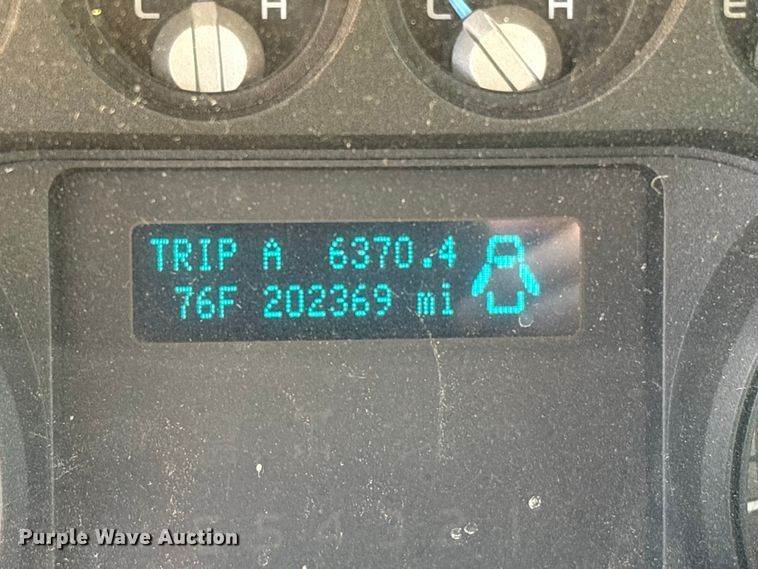 C H C H E
TRIP A 6370.4
76F 202369 mi
Purple Wave Auction